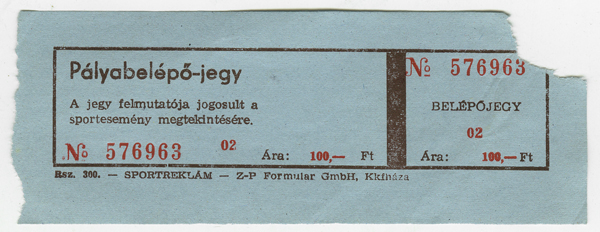 Pályabelépő-jegy
A jegy felmutatója jogosult a
sportesemény megtekintésére.
№ 576963 02 Ára: 100,— Ft
№ 576963
BELÉPŐJEGY
02
Ára: 100,— Ft
Rsz. 300. — SPORTREKLÁM — Z-P Formular GmbH, Kkfháza